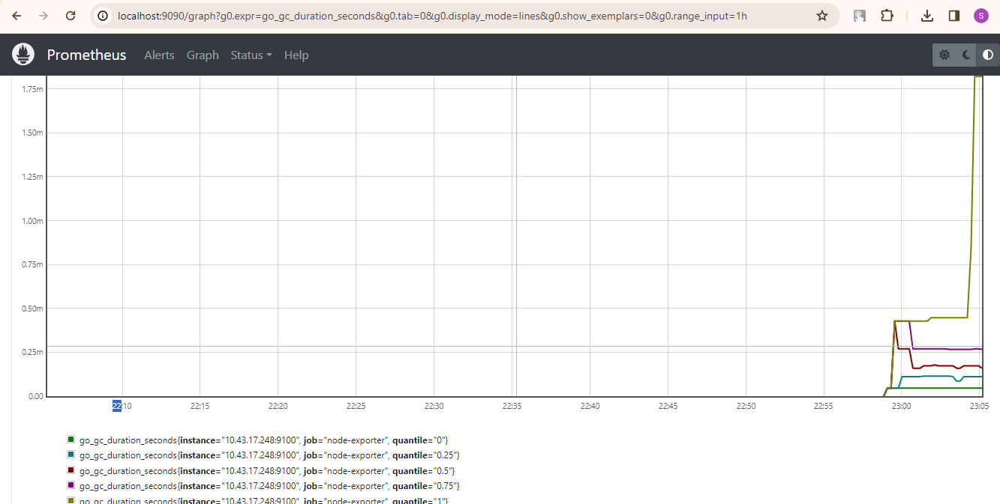 localhost:9090/graph?g0.expr=go_gc_duration_seconds&g0.tab=0&g0.display_mode=lines&g0.show_exemplars=0&g0.range_input=1h
S
Prometheus Alerts Graph Status Help
1.75m
1.50m
1.25m
1.00m
0.75m
0.50m
0.25m
0.00
22:10 22:15 22:20 22:25 22:30 22:35 22:40 22:45 22:50 22:55 23:00 23:05
go_gc_duration_seconds{instance="10.43.17.248:9100", job="node-exporter", quantile="0"}
go_gc_duration_seconds{instance="10.43.17.248:9100", job="node-exporter", quantile="0.25"}
go_gc_duration_seconds{instance="10.43.17.248:9100", job="node-exporter", quantile="0.5"}
go_gc_duration_seconds{instance="10.43.17.248:9100", job="node-exporter", quantile="0.75"}
go_gc_duration_seconds{instance="10.43.17.248:9100", job="node-exporter", quantile="1"}